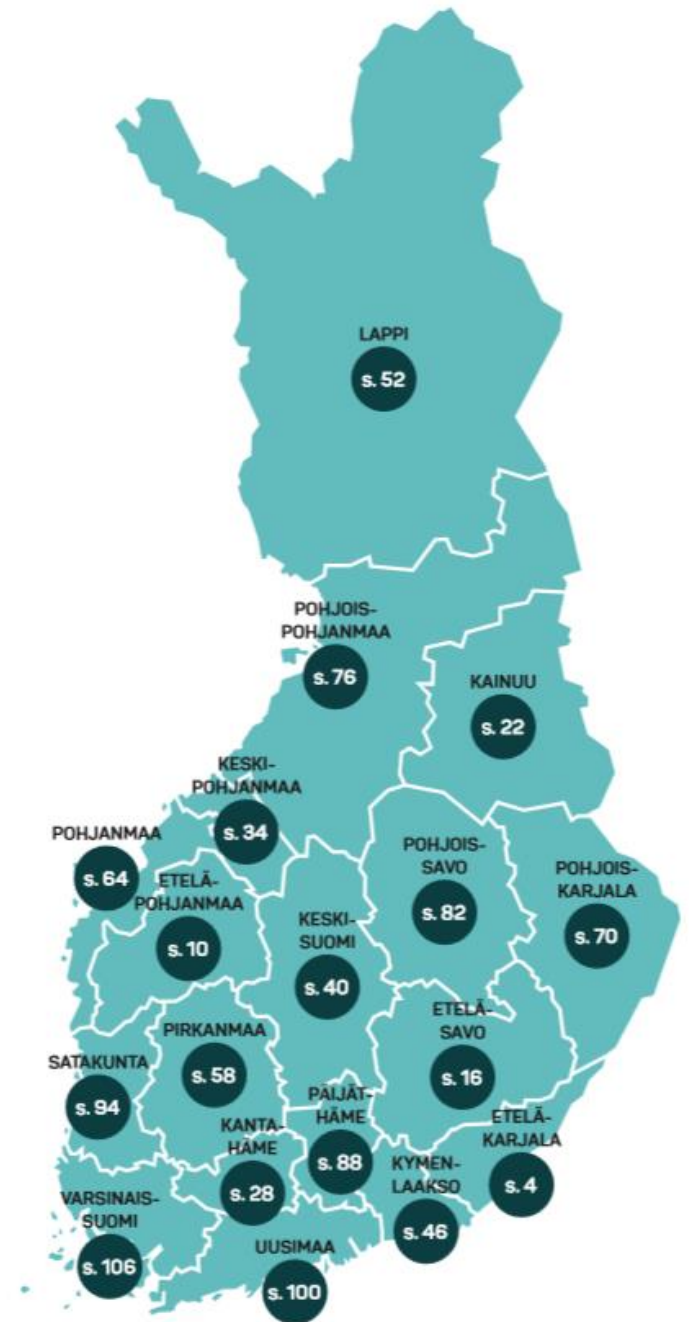 LAPPI
s. 52
POHJOIS-
POHJANMAA
s. 76
KAINUU
s. 22
KESKI-
POHJANMAA
s. 34
POHJANMAA
s. 64
ETELÄ-
POHJANMAA
s. 10
POHJOIS-
SAVO
s. 82
POHJOIS-
KARJALA
s. 70
KESKI-
SUOMI
s. 40
ETELÄ-
SAVO
s. 16
PIRKANMAA
s. 58
SATAKUNTA
s. 94
PÄIJÄT-
HÄME
s. 88
KANTA-
HÄME
s. 28
ETELÄ-
KARJALA
s. 4
KYMEN-
LAAKSO
s. 46
VARSINAIS-
SUOMI
s. 106
UUSIMAA
s. 100